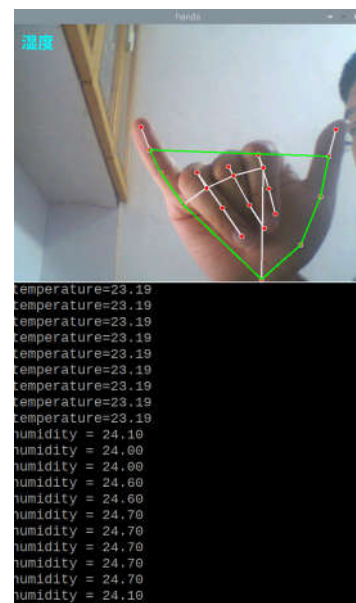 hands
湿度
temperature=23.19
temperature=23.19
temperature=23.19
temperature=23.19
temperature=23.19
temperature=23.19
temperature=23.19
temperature=23.19
temperature=23.19
humidity = 24.10
humidity = 24.00
humidity = 24.00
humidity = 24.60
humidity = 24.60
humidity = 24.70
humidity = 24.70
humidity = 24.70
humidity = 24.70
humidity = 24.70
humidity = 24.10